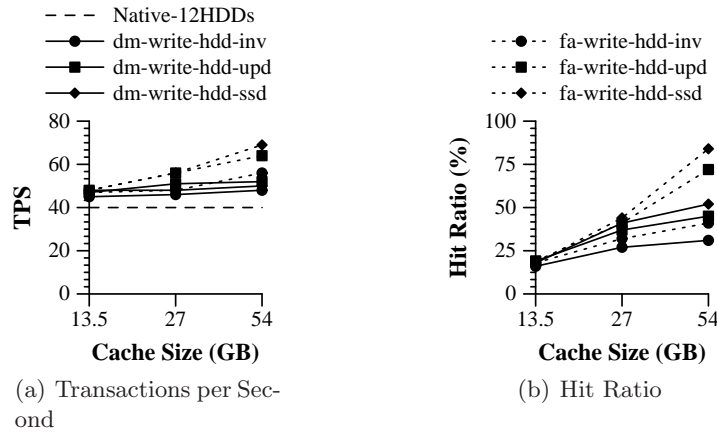 Native-12HDDs
dm-write-hdd-inv
dm-write-hdd-upd
dm-write-hdd-ssd
TPS
80
60
40
20
0
13.5 27 54
Cache Size (GB)
(a) Transactions per Sec-
ond
fa-write-hdd-inv
fa-write-hdd-upd
fa-write-hdd-ssd
Hit Ratio (%)
100
75
50
25
0
13.5 27 54
Cache Size (GB)
(b) Hit Ratio